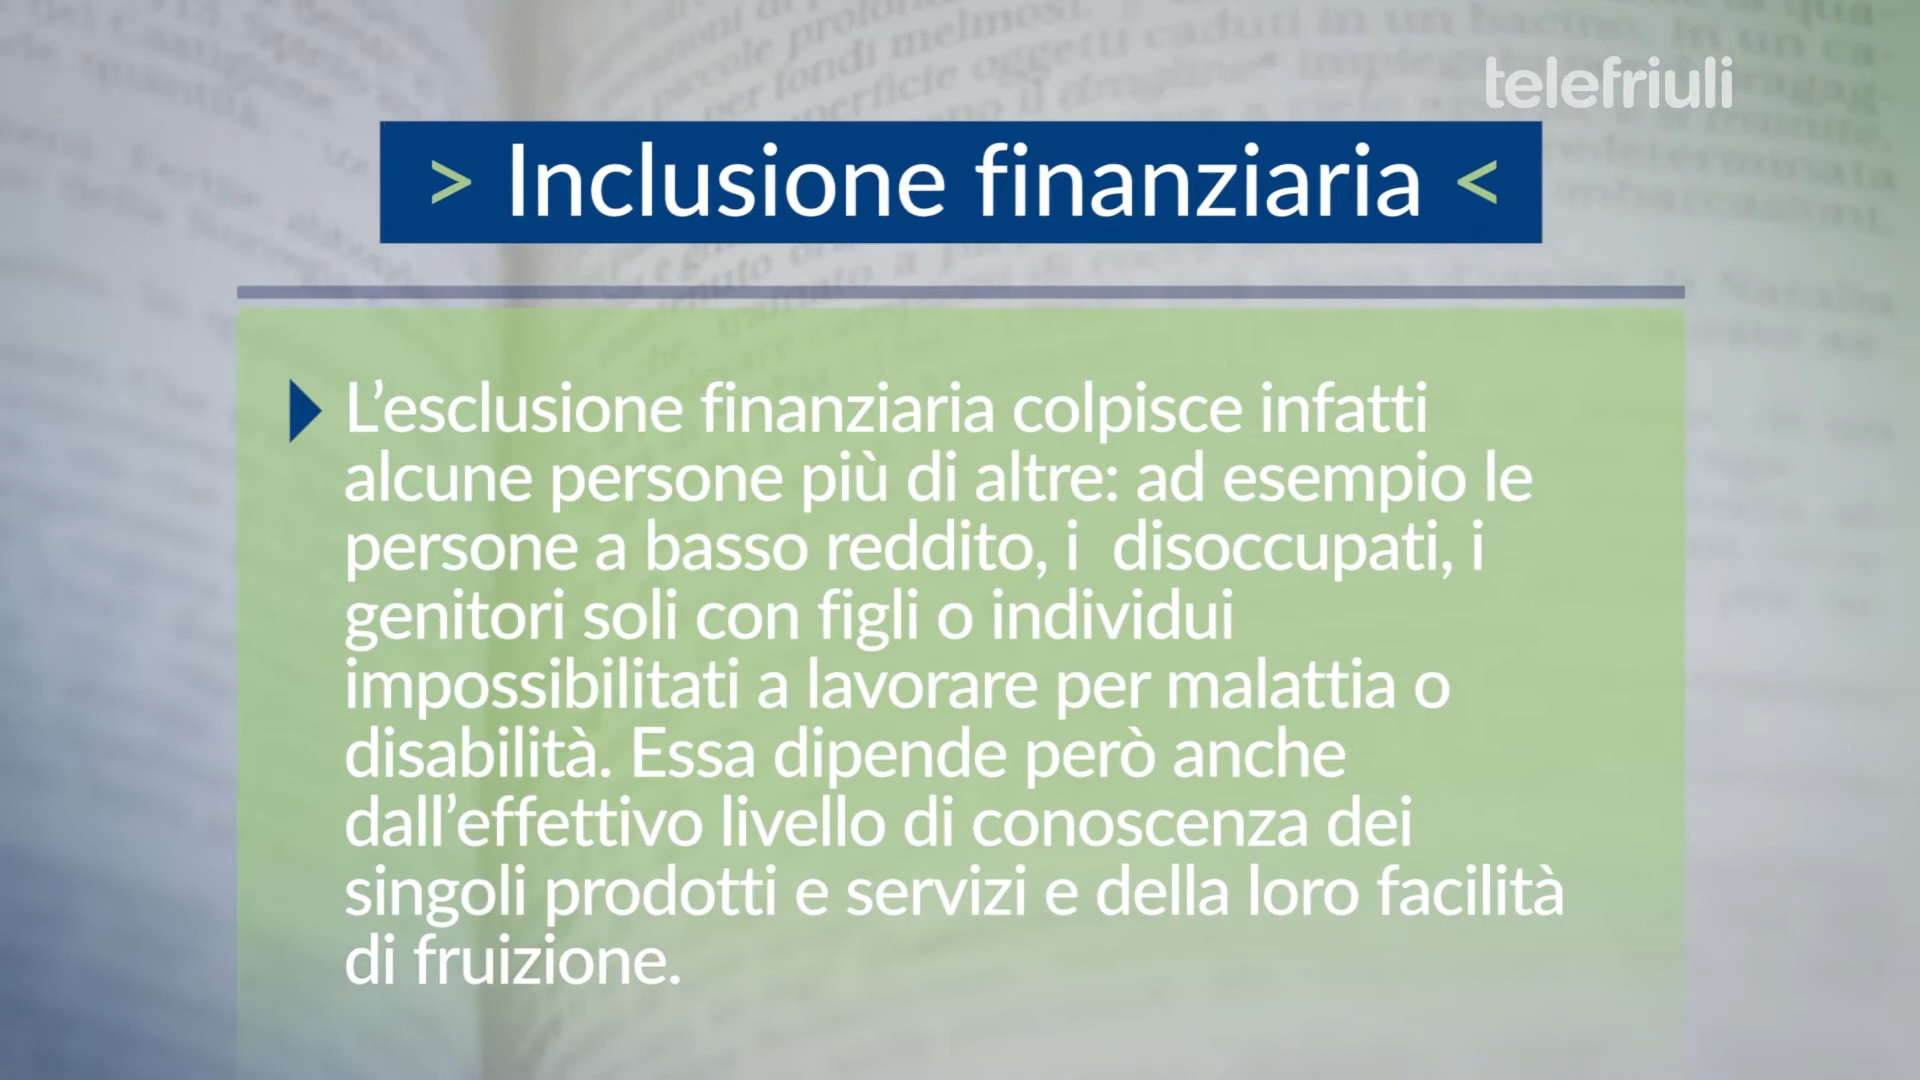 telefriuli
> Inclusione finanziaria <
L’esclusione finanziaria colpisce infatti
alcune persone più di altre: ad esempio le
persone a basso reddito, i  disoccupati, i
genitori soli con figli o individui
impossibilitati a lavorare per malattia o
disabilità. Essa dipende però anche
dall’effettivo livello di conoscenza dei
singoli prodotti e servizi e della loro facilità
di fruizione.